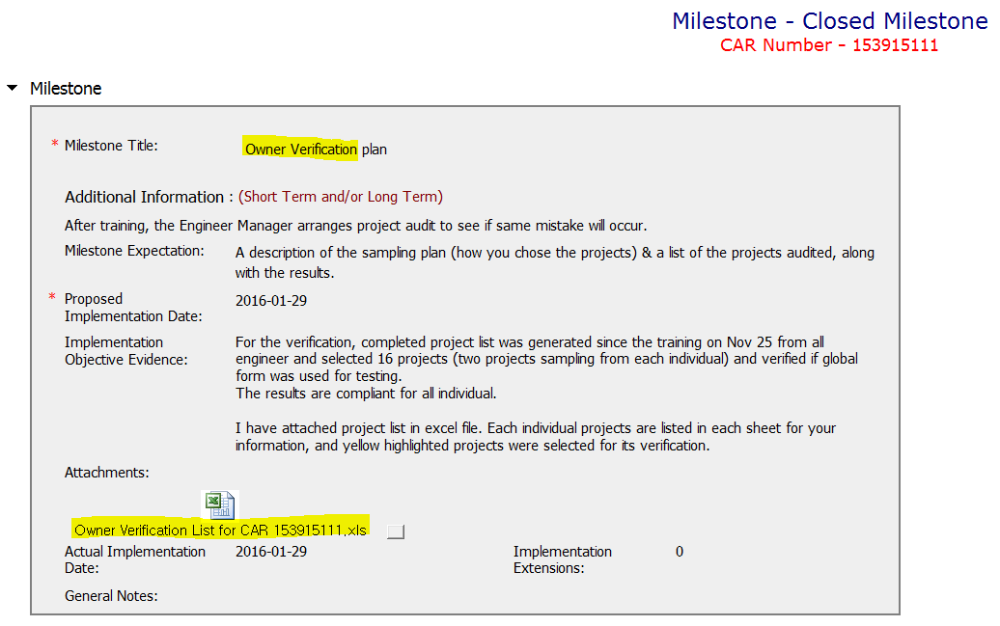 Milestone - Closed Milestone
CAR Number - 153915111
Milestone
* Milestone Title: Owner Verification plan
Additional Information : (Short Term and/or Long Term)
After training, the Engineer Manager arranges project audit to see if same mistake will occur.
Milestone Expectation: A description of the sampling plan (how you chose the projects) & a list of the projects audited, along
with the results.
* Proposed
Implementation Date: 2016-01-29
Implementation
Objective Evidence: For the verification, completed project list was generated since the training on Nov 25 from all
engineer and selected 16 projects (two projects sampling from each individual) and verified if global
form was used for testing.
The results are compliant for all individual.
I have attached project list in excel file. Each individual projects are listed in each sheet for your
information, and yellow highlighted projects were selected for its verification.
Attachments:
Owner Verification List for CAR 153915111.xls
Actual Implementation
Date: 2016-01-29 Implementation
Extensions: 0
General Notes: